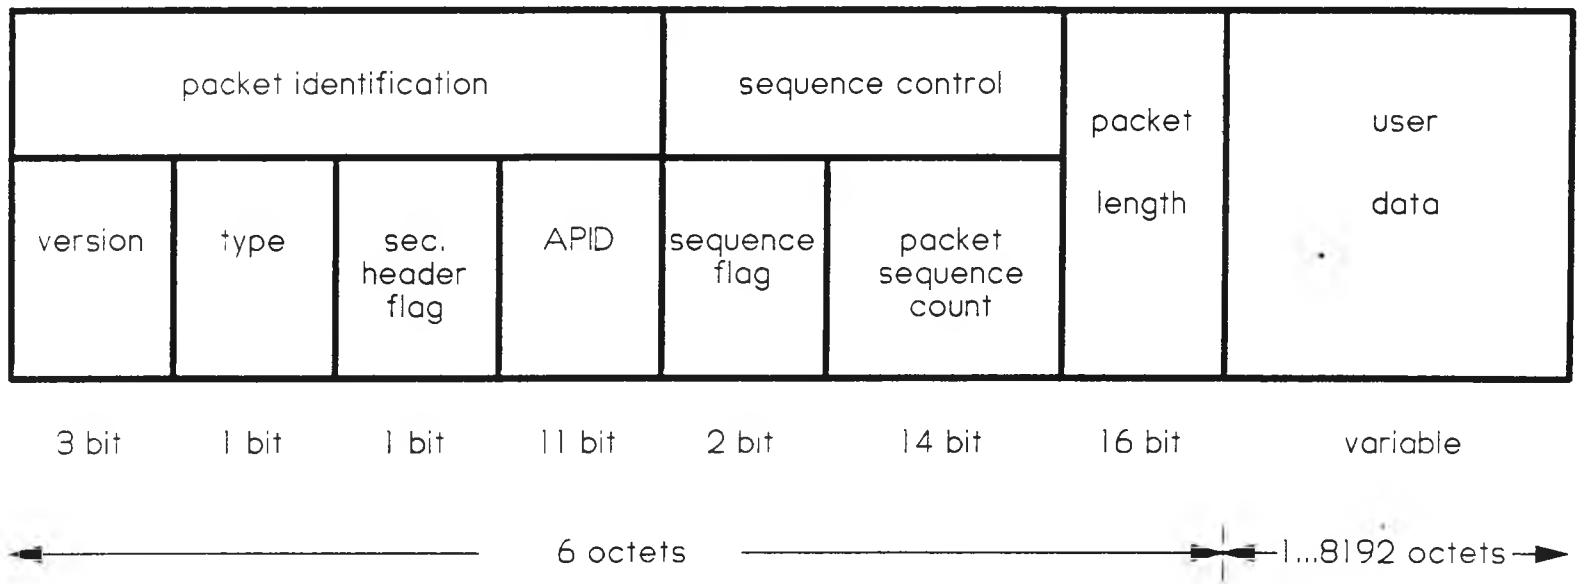 packet identification
sequence control
packet
length
user
data
version
type
sec.
header
flag
APID
sequence
flag
packet
sequence
count
3 bit
1 bit
1 bit
11 bit
2 bit
14 bit
16 bit
variable
6 octets
1...8192 octets